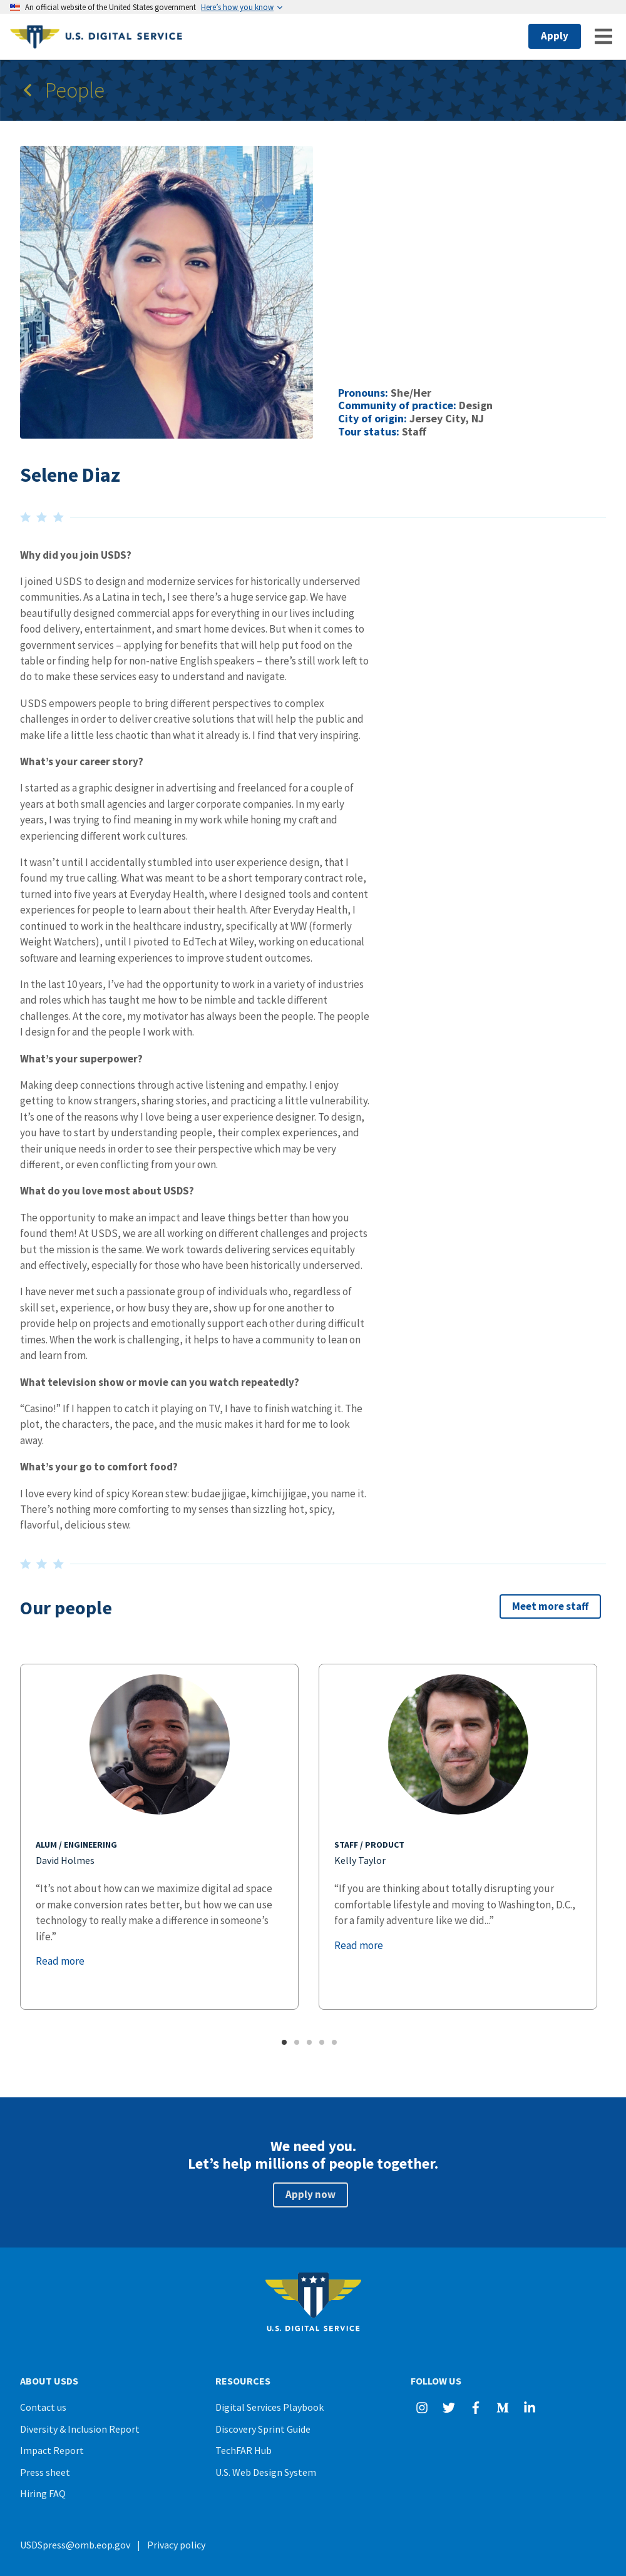 An official website of the United States government Here's how you know
U.S. DIGITAL SERVICE
Apply
People
Pronouns: She/Her
Community of practice: Design
City of origin: Jersey City, NJ
Tour status: Staff
Selene Diaz
Why did you join USDS?
I joined USDS to design and modernize services for historically underserved
communities. As a Latina in tech, I see there’s a huge service gap. We have
beautifully designed commercial apps for everything in our lives including
food delivery, entertainment, and smart home devices. But when it comes to
government services – applying for benefits that will help put food on the
table or finding help for non-native English speakers – there’s still work left to
do to make these services easy to understand and navigate.
USDS empowers people to bring different perspectives to complex
challenges in order to deliver creative solutions that will help the public and
make life a little less chaotic than what it already is. I find that very inspiring.
What’s your career story?
I started as a graphic designer in advertising and freelanced for a couple of
years at both small agencies and larger corporate companies. In my early
years, I was trying to find meaning in my work while honing my craft and
experiencing different work cultures.
It wasn’t until I accidentally stumbled into user experience design, that I
found my true calling. What was meant to be a short temporary contract role,
turned into five years at Everyday Health, where I designed tools and content
experiences for people to learn about their health. After Everyday Health, I
continued to work in the healthcare industry, specifically at WW (formerly
Weight Watchers), until I pivoted to EdTech at Wiley, working on educational
software and learning experiences to improve student outcomes.
In the last 10 years, I’ve had the opportunity to work in a variety of industries
and roles which has taught me how to be nimble and tackle different
challenges. At the core, my motivator has always been the people. The people
I design for and the people I work with.
What’s your superpower?
Making deep connections through active listening and empathy. I enjoy
getting to know strangers, sharing stories, and practicing a little vulnerability.
It’s one of the reasons why I love being a user experience designer. To design,
you have to start by understanding people, their complex experiences, and
their unique needs in order to see their perspective which may be very
different, or even conflicting from your own.
What do you love most about USDS?
The opportunity to make an impact and leave things better than how you
found them! At USDS, we are all working on different challenges and projects
but the mission is the same. We work towards delivering services equitably
and effectively, especially for those who have been historically underserved.
I have never met such a passionate group of individuals who, regardless of
skill set, experience, or how busy they are, show up for one another to
provide help on projects and emotionally support each other during difficult
times. When the work is challenging, it helps to have a community to lean on
and learn from.
What television show or movie can you watch repeatedly?
“Casino!” If I happen to catch it playing on TV, I have to finish watching it. The
plot, the characters, the pace, and the music makes it hard for me to look
away.
What’s your go to comfort food?
I love every kind of spicy Korean stew: budae jjigae, kimchi jjigae, you name it.
There’s nothing more comforting to my senses than sizzling hot, spicy,
flavorful, delicious stew.
Our people
Meet more staff
ALUM / ENGINEERING
David Holmes
“It’s not about how can we maximize digital ad space
or make conversion rates better, but how we can use
technology to really make a difference in someone’s
life.”
Read more
STAFF / PRODUCT
Kelly Taylor
“If you are thinking about totally disrupting your
comfortable lifestyle and moving to Washington, D.C.,
for a family adventure like we did...”
Read more
We need you.
Let’s help millions of people together.
Apply now
U.S. DIGITAL SERVICE
ABOUT USDS
Contact us
Diversity & Inclusion Report
Impact Report
Press sheet
Hiring FAQ
RESOURCES
Digital Services Playbook
Discovery Sprint Guide
TechFAR Hub
U.S. Web Design System
FOLLOW US
USDSpress@omb.eop.gov | Privacy policy